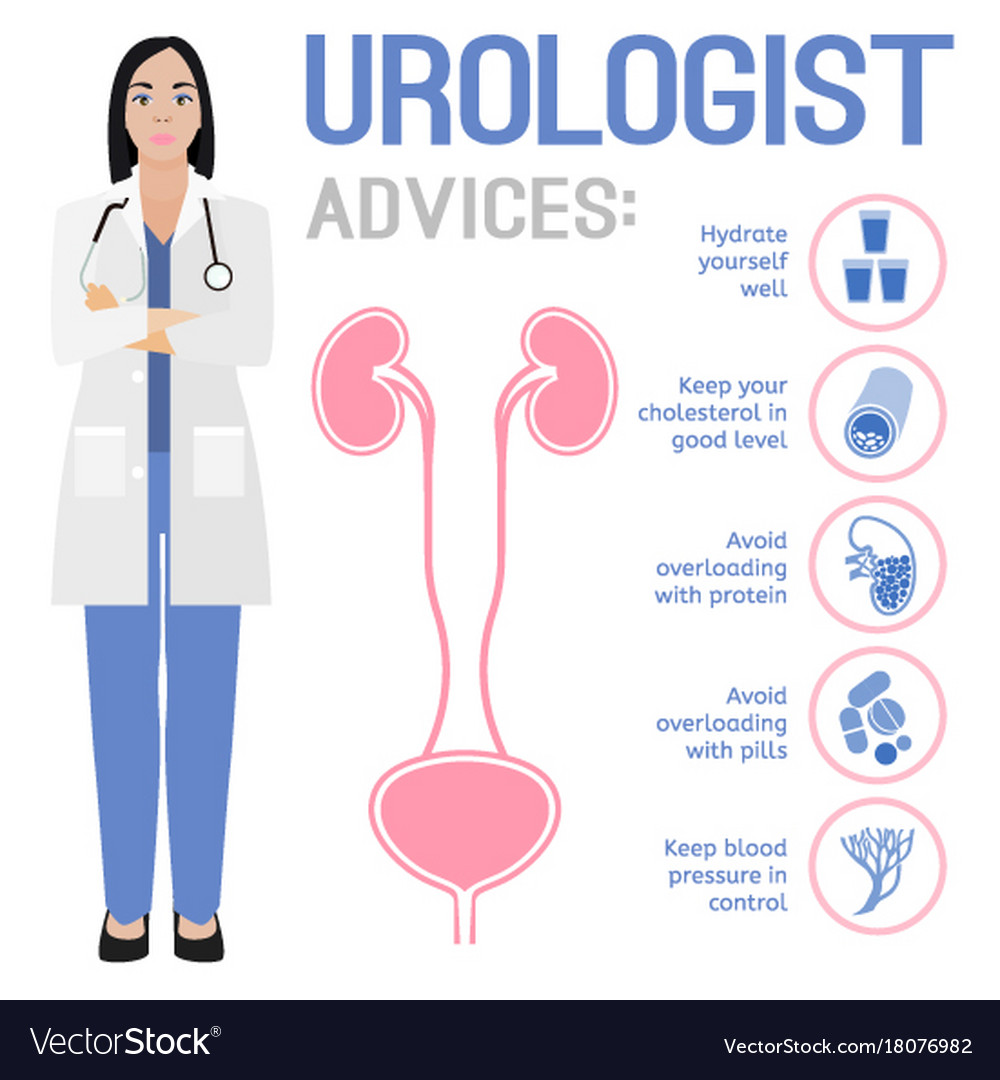 UROLOGIST
ADVICES:
Hydrate
yourself
well
Keep your
cholesterol in
good level
Avoid
overloading
with protein
Avoid
overloading
with pills
Keep blood
pressure in
control
VectorStock®
VectorStock.com/18076982